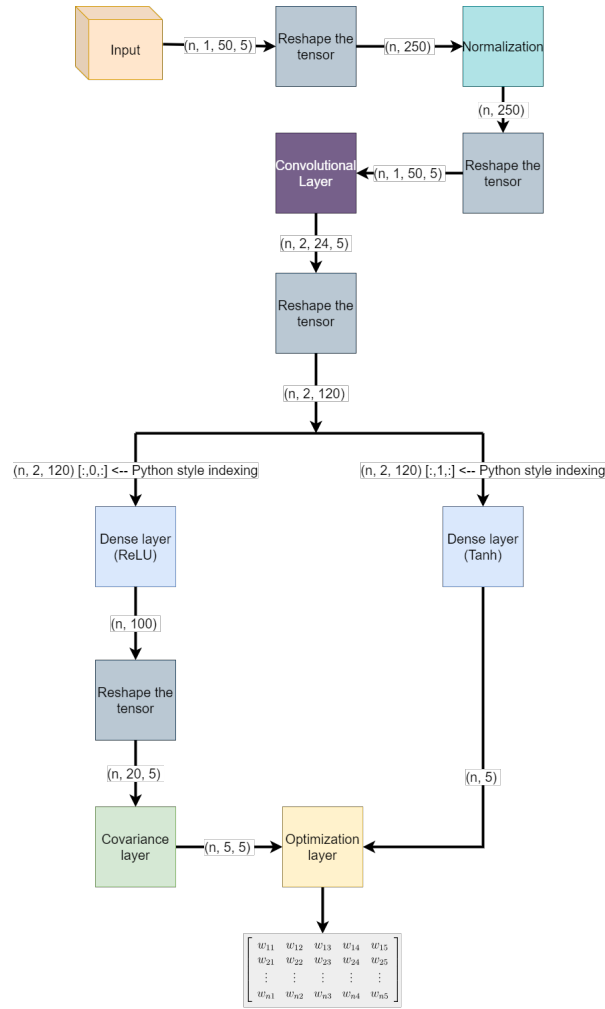 Input
(n, 1, 50, 5)
Reshape the
tensor
(n, 250)
Normalization
(n, 250)
Reshape the
tensor
(n, 1, 50, 5)
Convolutional
Layer
(n, 2, 24, 5)
Reshape the
tensor
(n, 2, 120)
(n, 2, 120) [:,0,:] <-- Python style indexing
(n, 2, 120) [:,1,:] <-- Python style indexing
Dense layer
(ReLU)
Dense layer
(Tanh)
(n, 100)
Reshape the
tensor
(n, 20, 5)
(n, 5)
Covariance
layer
(n, 5, 5)
Optimization
layer
w11 w12 w13 w14 w15
w21 w22 w23 w24 w25
⋮ ⋮ ⋮ ⋮ ⋮
wn1 wn2 wn3 wn4 wn5